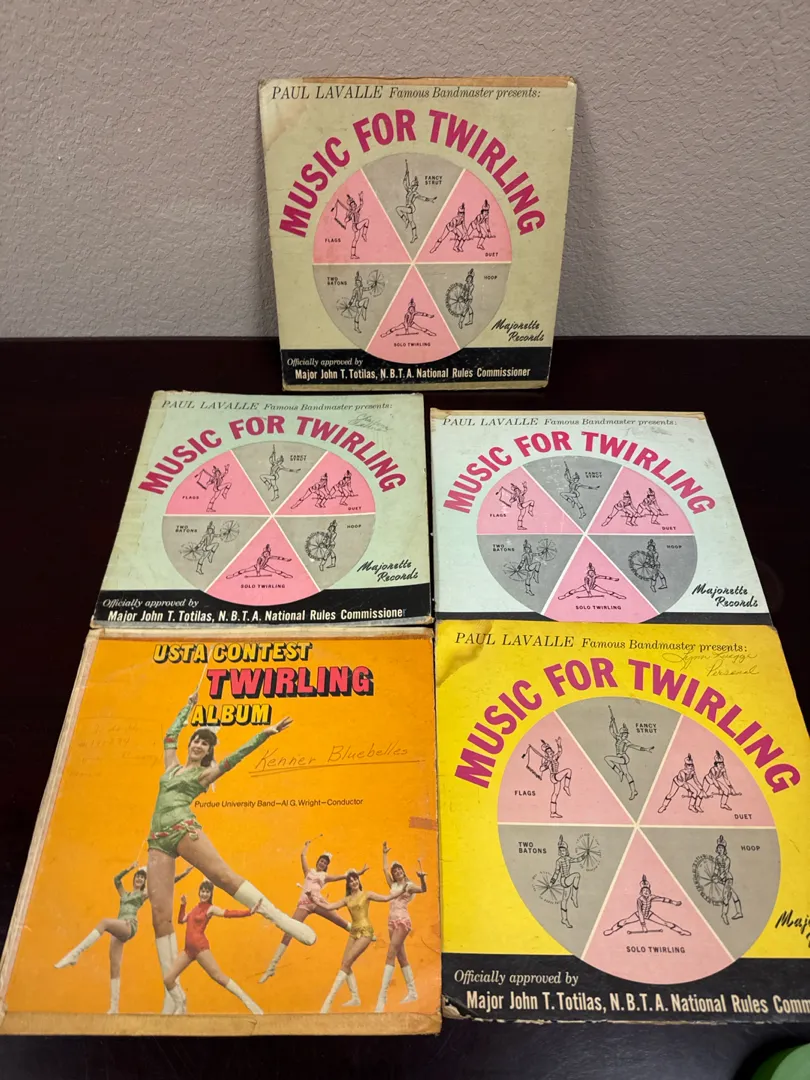 PAUL LAVALLE Famous Bandmaster presents:
MUSIC FOR TWIRLING
FANCY
STRUT
FLAGS
DUET
TWO
BATONS
HOOP
SOLO TWIRLING
Majorette
Records
Officially approved by
Major John T. Totilas, N.B.T.A. National Rules Commissioner
PAUL LAVALLE Famous Bandmaster presents:
MUSIC FOR TWIRLING
FANCY
STRUT
FLAGS
DUET
TWO
BATONS
HOOP
SOLO TWIRLING
Majorette
Records
Officially approved by
Major John T. Totilas, N.B.T.A. National Rules Commissioner
PAUL LAVALLE Famous Bandmaster presents:
MUSIC FOR TWIRLING
FANCY
STRUT
FLAGS
DUET
TWO
BATONS
HOOP
SOLO TWIRLING
Majorette
Records
USTA CONTEST
TWIRLING
ALBUM
Kenner Bluebelles
Purdue University Band—Al G. Wright—Conductor
PAUL LAVALLE Famous Bandmaster presents:
Personal
MUSIC FOR TWIRLING
FANCY
STRUT
FLAGS
DUET
TWO
BATONS
HOOP
SOLO TWIRLING
Maj
Officially approved by
Major John T. Totilas, N.B.T.A. National Rules Comm